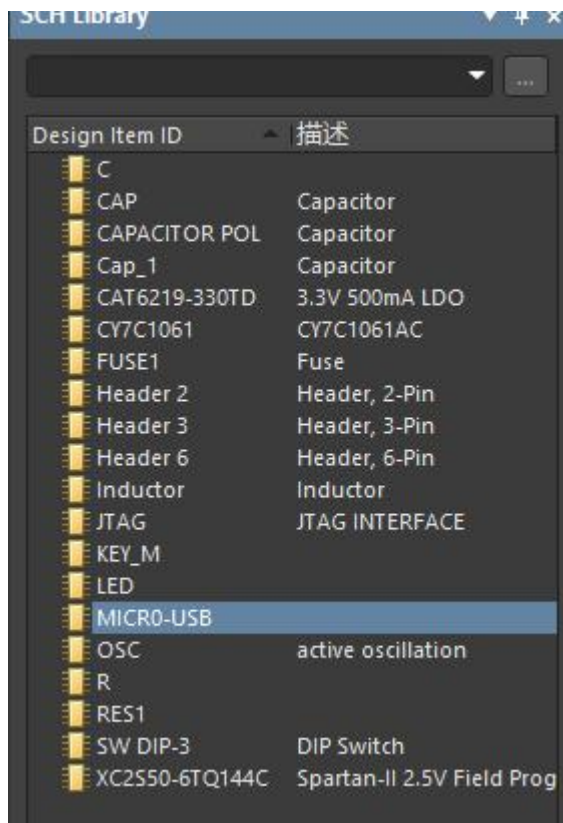 SCH Library
...
Design Item ID 描述
C
CAP Capacitor
CAPACITOR POL Capacitor
Cap_1 Capacitor
CAT6219-330TD 3.3V 500mA LDO
CY7C1061 CY7C1061AC
FUSE1 Fuse
Header 2 Header, 2-Pin
Header 3 Header, 3-Pin
Header 6 Header, 6-Pin
Inductor Inductor
JTAG JTAG INTERFACE
KEY_M
LED
MICR0-USB
OSC active oscillation
R
RES1
SW DIP-3 DIP Switch
XC2S50-6TQ144C Spartan-II 2.5V Field Prog